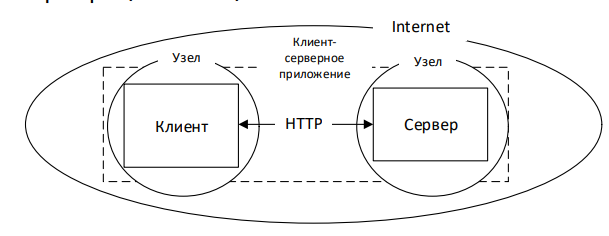 Internet
Клиент-
серверное
приложение
Узел
Узел
Клиент
HTTP
Сервер